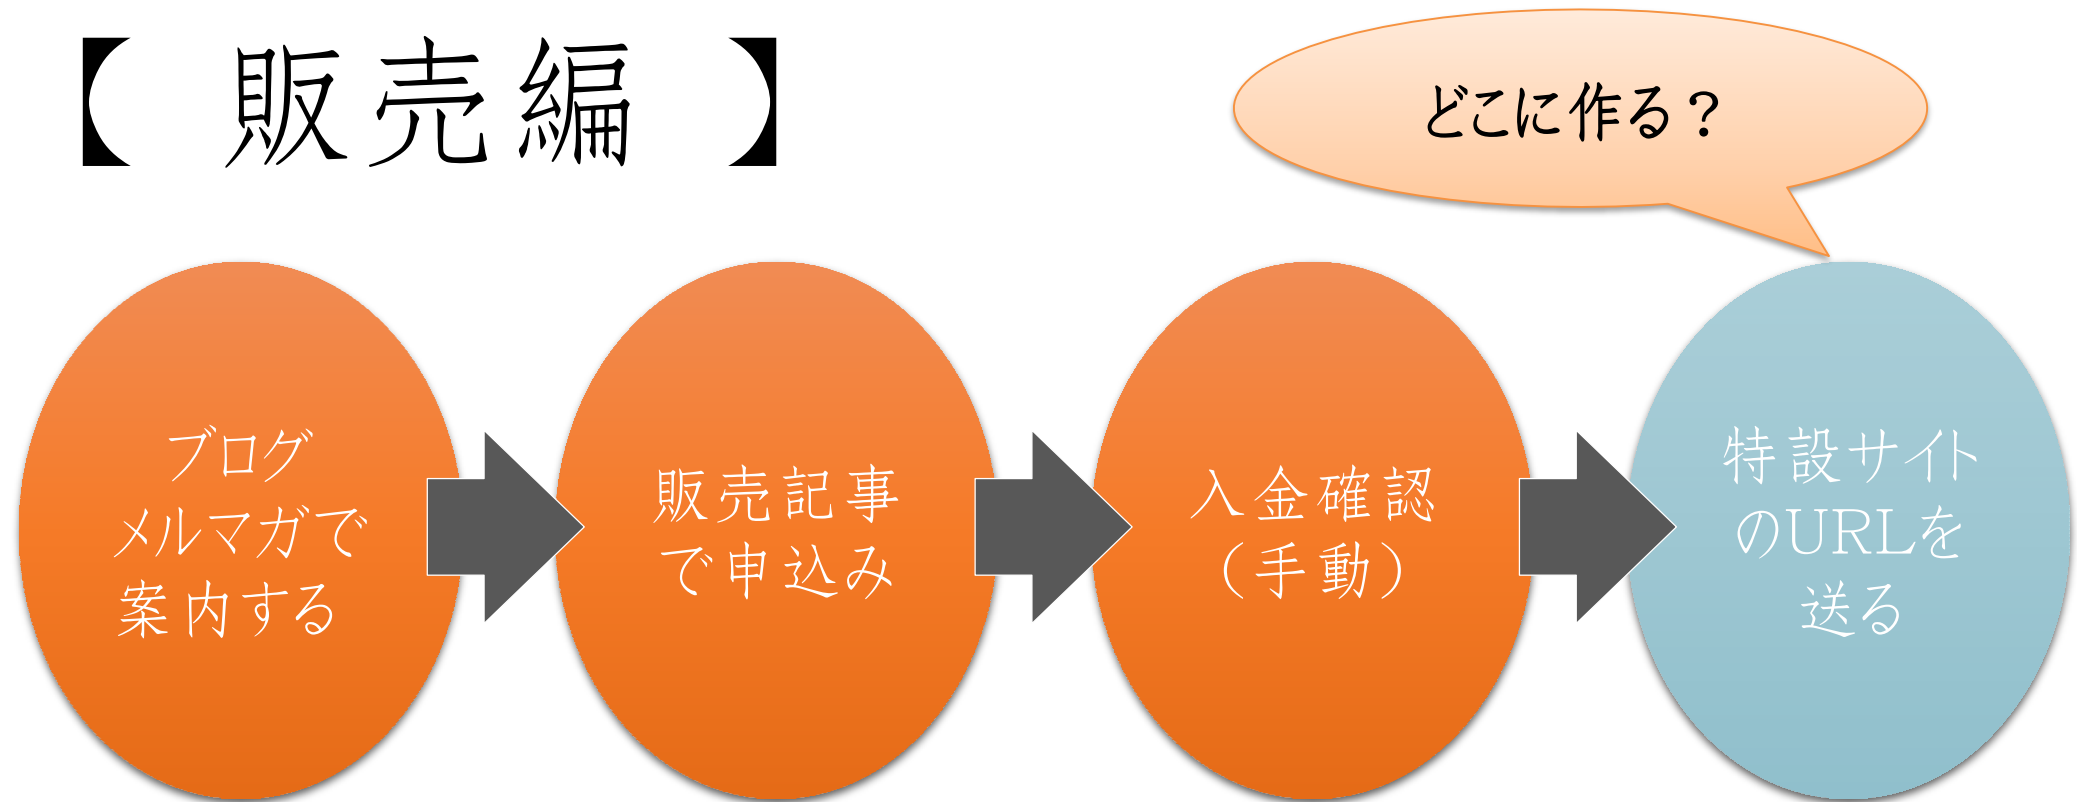 【 販売編 】
どこに作る？
ブログ
メルマガで
案内する
販売記事
で申込み
入金確認
（手動）
特設サイト
のURLを
送る